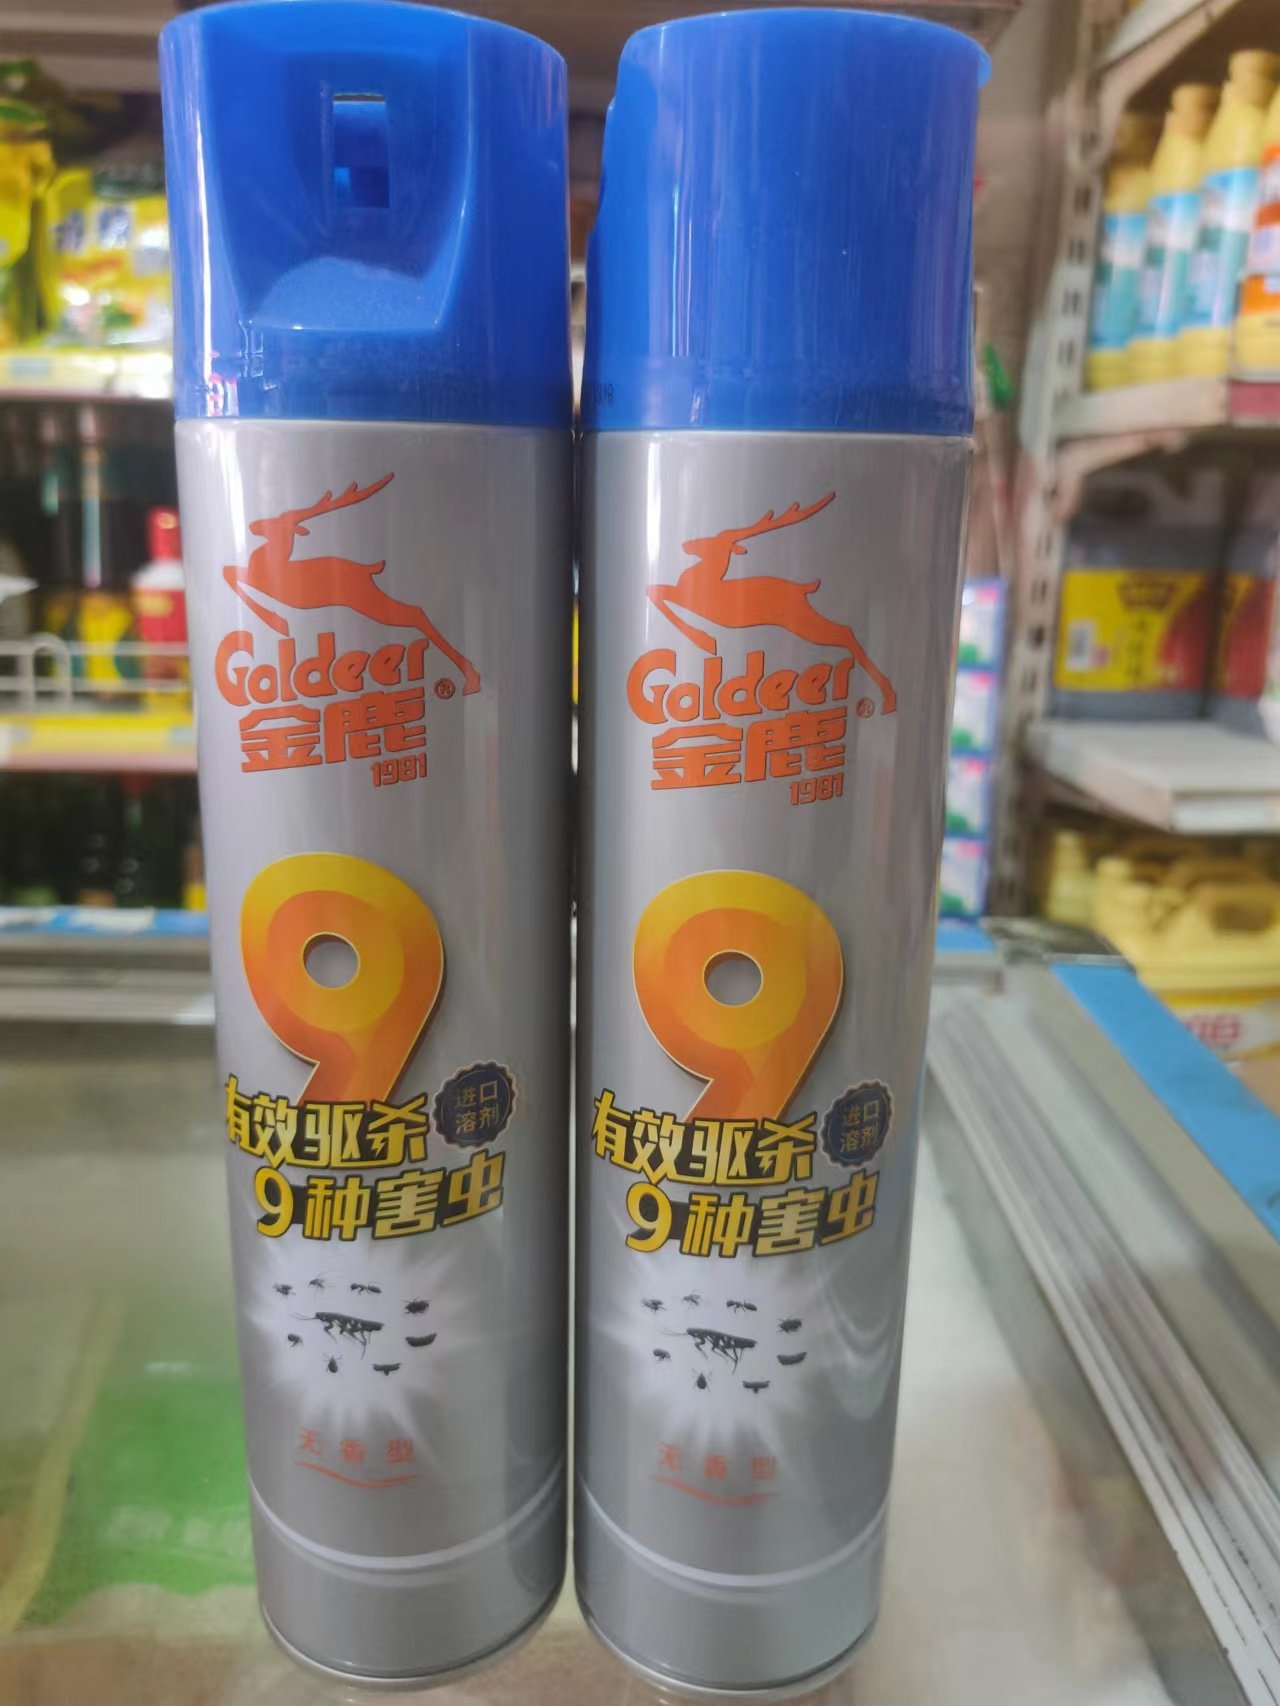 Goldeer®
金鹿
1981
9
有效驱杀
进口
溶剂
9种害虫
无香型
Goldeer®
金鹿
1981
9
有效驱杀
进口
溶剂
9种害虫
无香型